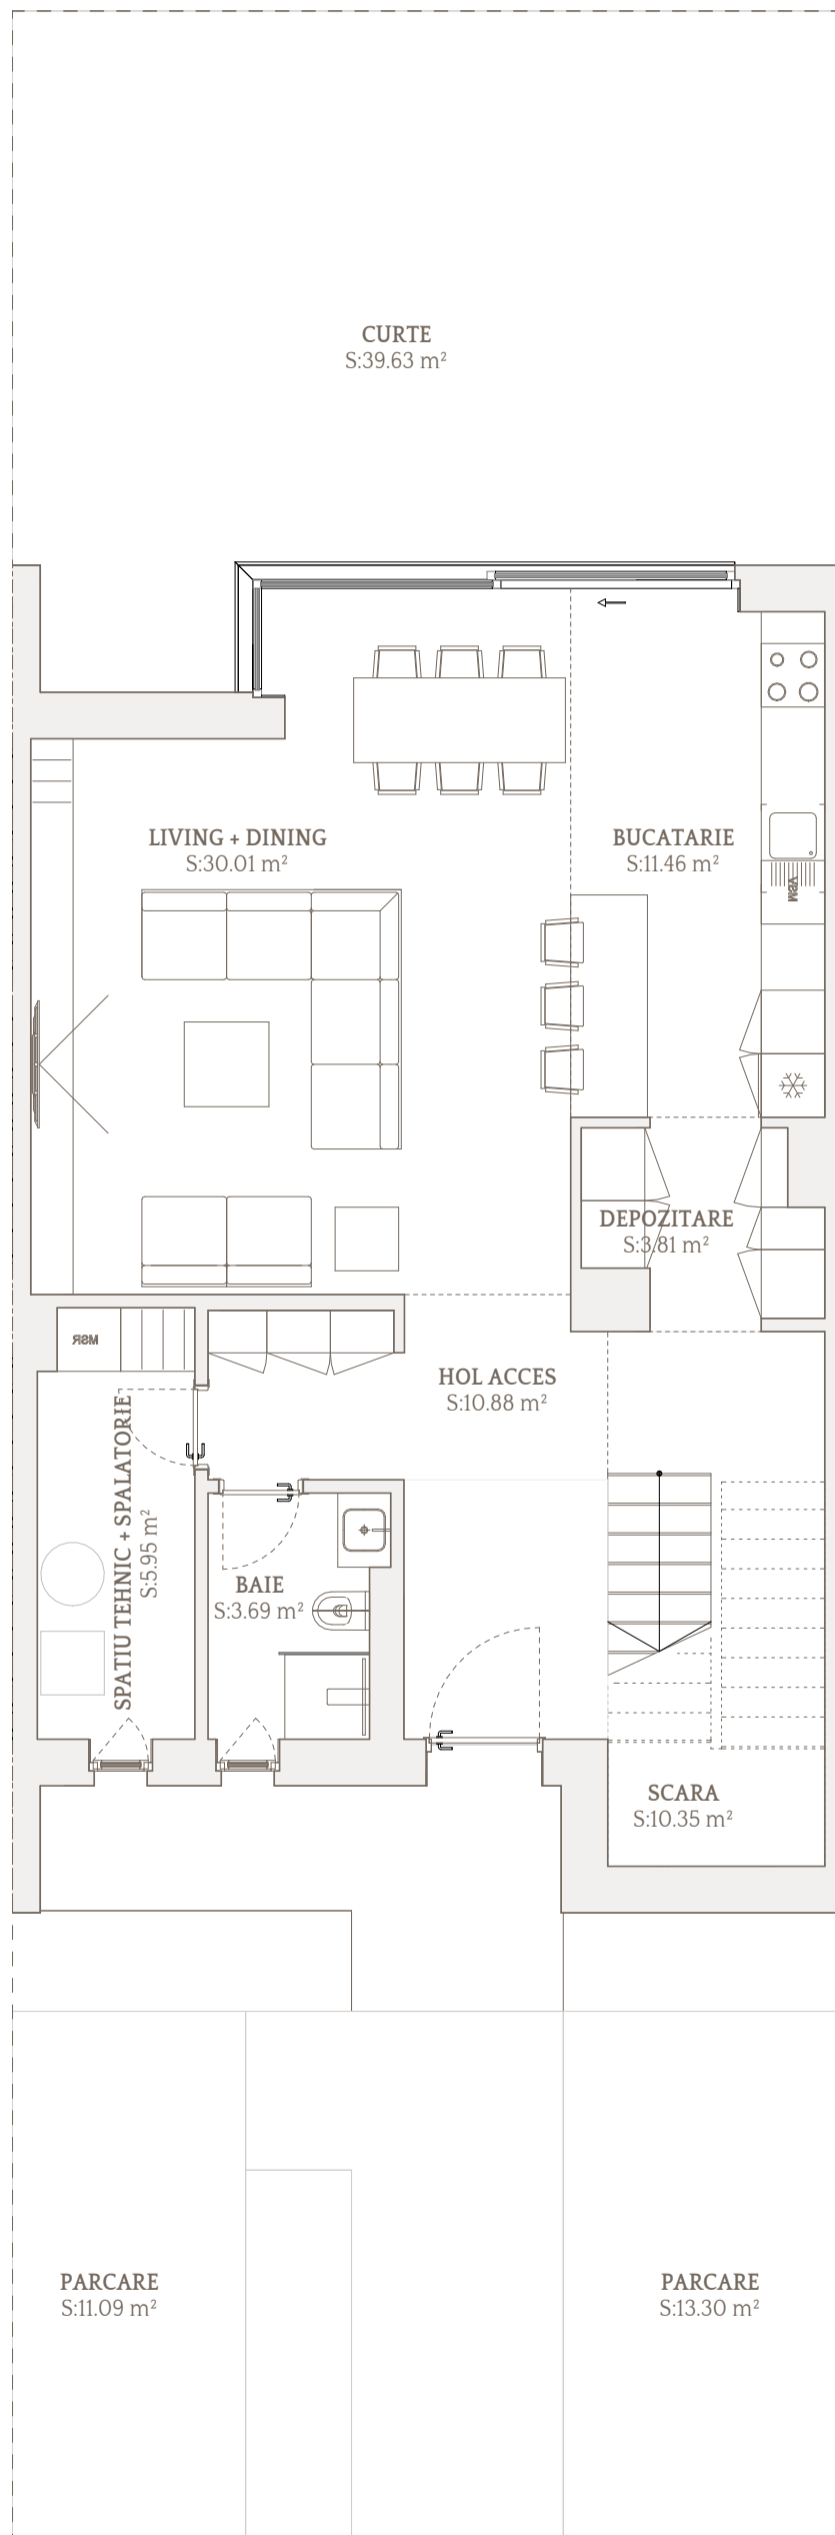 CURTE
S:39.63 m²
LIVING + DINING
S:30.01 m²
BUCATARIE
S:11.46 m²
VBM
DEPOZITARE
S:3.81 m²
MSR
HOL ACCES
S:10.88 m²
SPATIU TEHNIC + SPALATORIE
S:5.95 m²
BAIE
S:3.69 m²
SCARA
S:10.35 m²
PARCARE
S:11.09 m²
PARCARE
S:13.30 m²